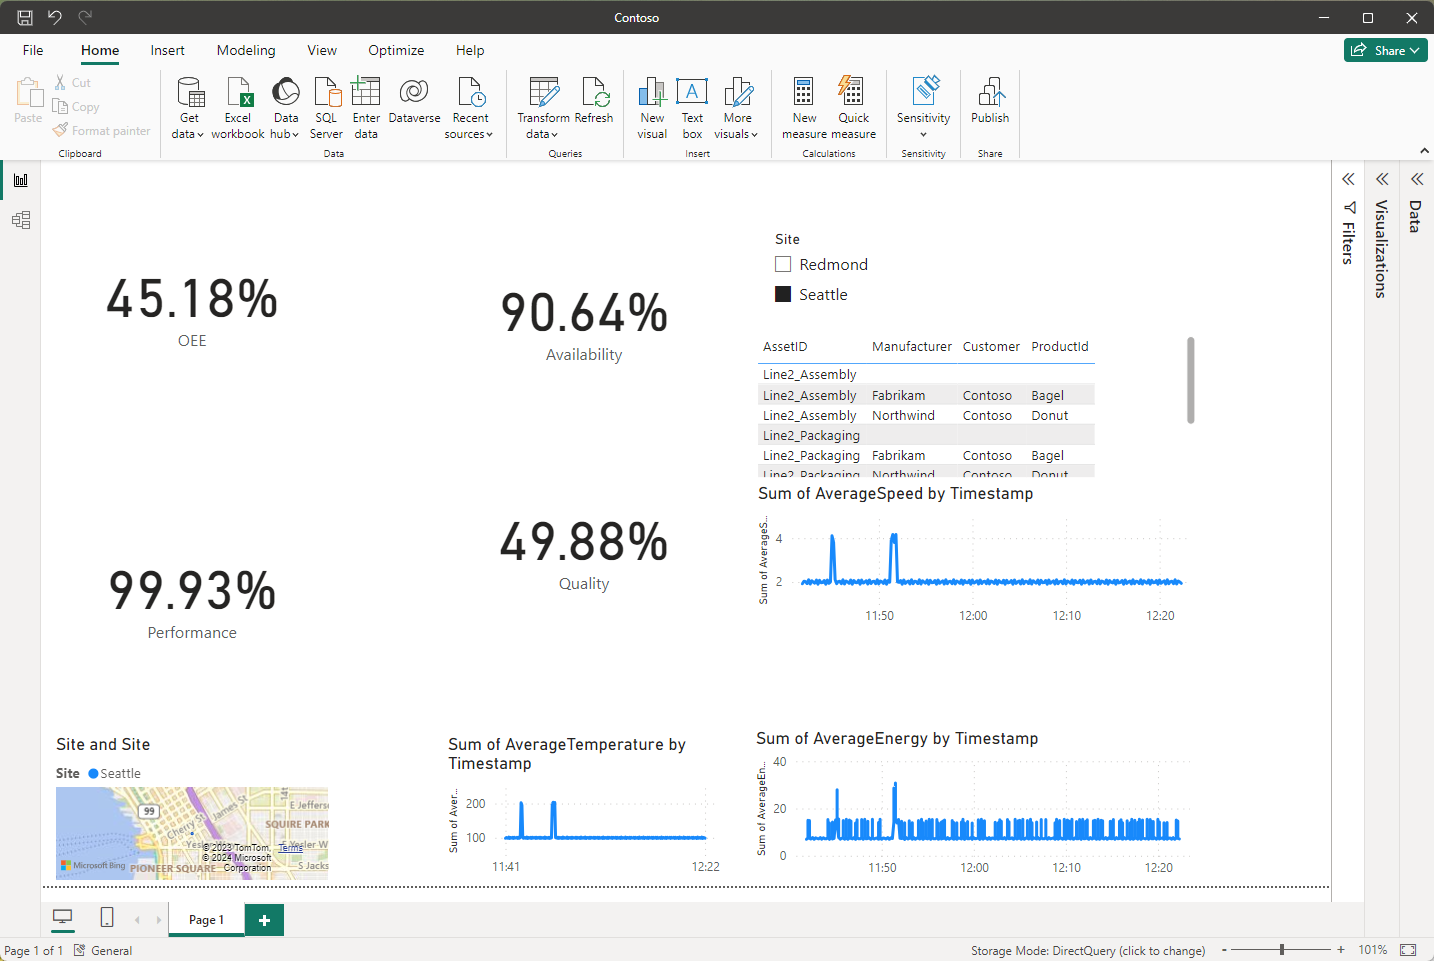 Contoso
File Home Insert Modeling View Optimize Help Share
Paste
Cut
Copy
Format painter
Clipboard
Get data
Excel workbook
Data hub
SQL Server
Enter data
Dataverse
Recent sources
Data
Transform data
Refresh
Queries
New visual
Text box
More visuals
Insert
New measure
Quick measure
Calculations
Sensitivity
Sensitivity
Publish
Share
Filters
Visualizations
Data
45.18%
OEE
90.64%
Availability
Site
Redmond
Seattle
AssetID Manufacturer Customer ProductId
Line2_Assembly
Line2_Assembly Fabrikam Contoso Bagel
Line2_Assembly Northwind Contoso Donut
Line2_Packaging
Line2_Packaging Fabrikam Contoso Bagel
Line2_Packaging Northwind Contoso Donut
99.93%
Performance
49.88%
Quality
Sum of AverageSpeed by Timestamp
Sum of AverageS...
4
2
11:50 12:00 12:10 12:20
Site and Site
Site Seattle
99
14t
E Jeffers
James St
SQUIRE PARK
Cherry St
Yesler
E Yesler W
© 2023 TomTom, Terms
© 2024 Microsoft
Corporation
Microsoft Bing
PIONEER SQUARE
S Jacks
Sum of AverageTemperature by
Timestamp
Sum of Aver...
200
100
11:41 12:22
Sum of AverageEnergy by Timestamp
Sum of AverageEn...
40
20
0
11:50 12:00 12:10 12:20
Page 1
+
Page 1 of 1 General
Storage Mode: DirectQuery (click to change) - + 101%